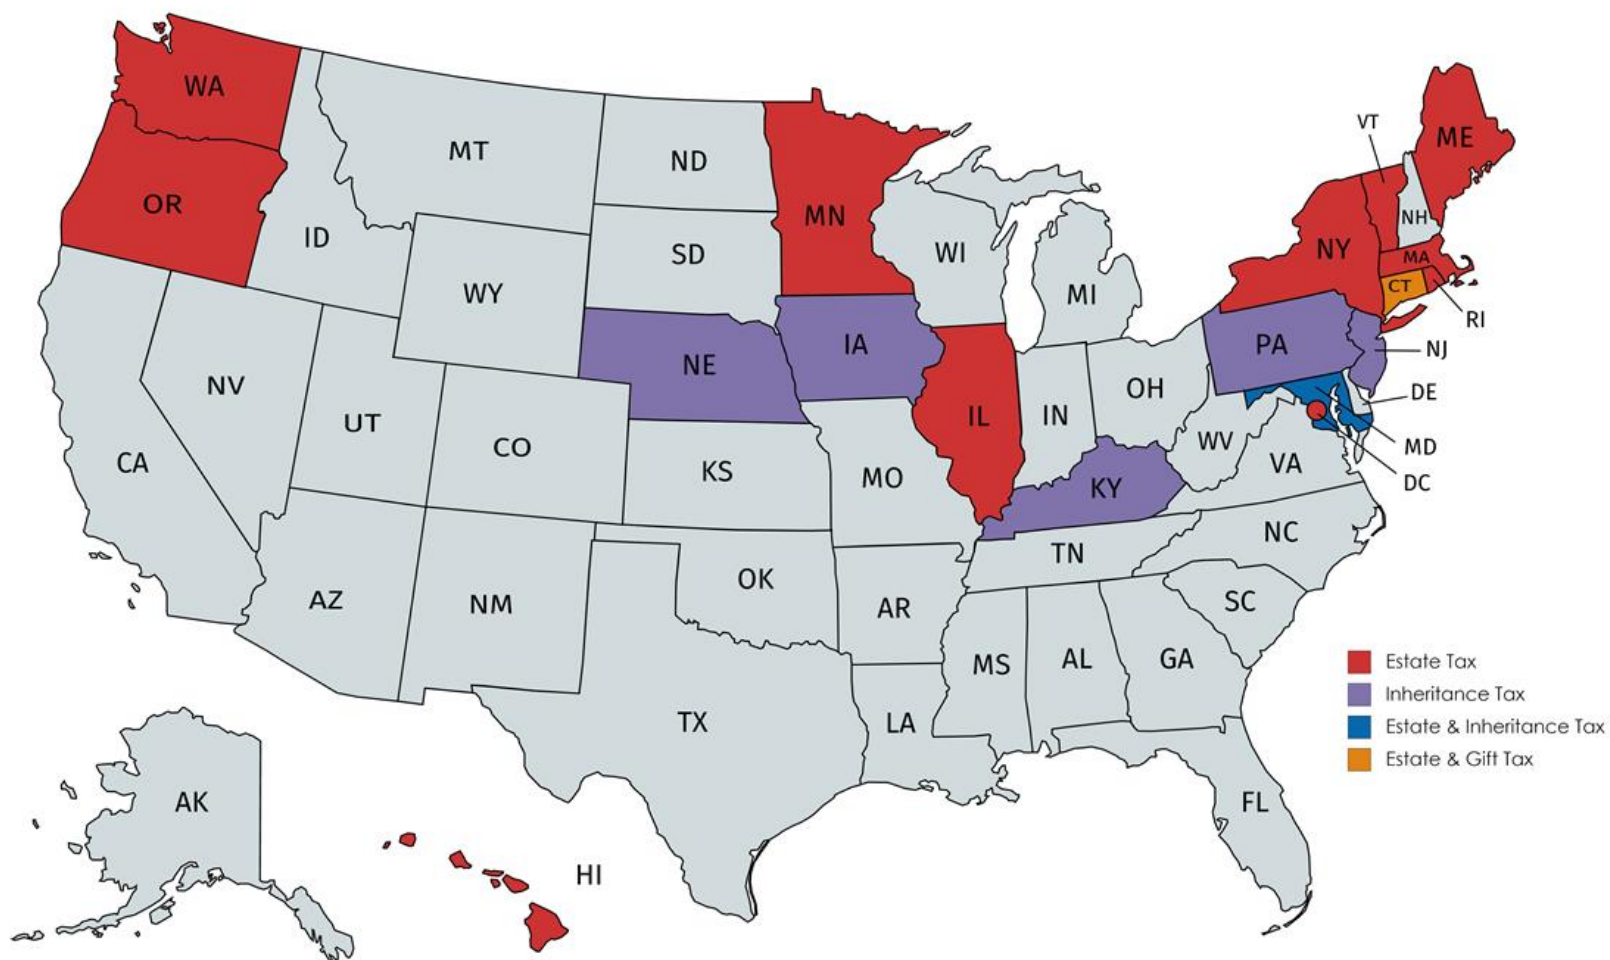 WA
MT
ND
MN
VT
ME
OR
ID
SD
WI
NH
NY
MA
WY
MI
CT
RI
NE
IA
PA
NJ
NV
UT
CO
IL
IN
OH
DE
CA
KS
MO
KY
WV
VA
MD
DC
AZ
NM
OK
AR
TN
NC
SC
MS
AL
GA
TX
LA
FL
AK
HI
Estate Tax
Inheritance Tax
Estate & Inheritance Tax
Estate & Gift Tax